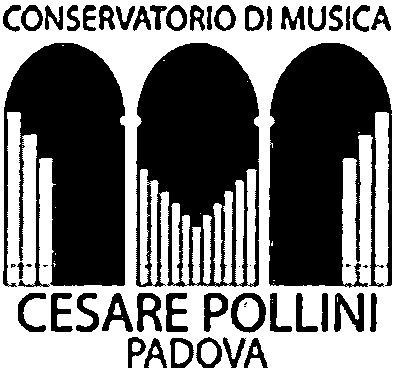 CONSERVATORIO DI MUSICA
CESARE POLLINI
PADOVA